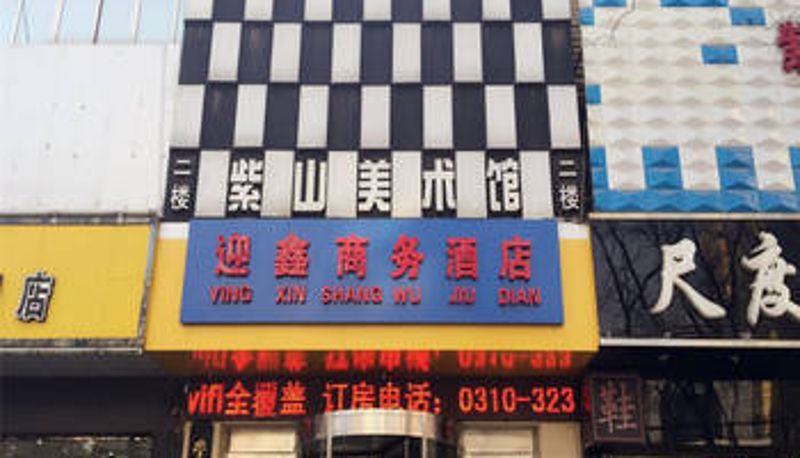 二楼 紫山美术馆 二楼
迎鑫商务酒店
YING XIN SHANG WU JIU DIAN
店
尺度
wifi全覆盖 订房电话：0310-323
鞋